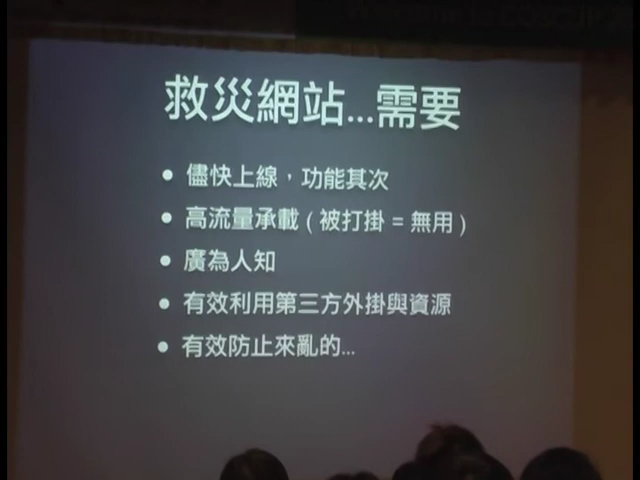 救災網站...需要
• 儘快上線，功能其次
• 高流量承載 ( 被打掛 = 無用 )
• 廣為人知
• 有效利用第三方外掛與資源
• 有效防止來亂的...